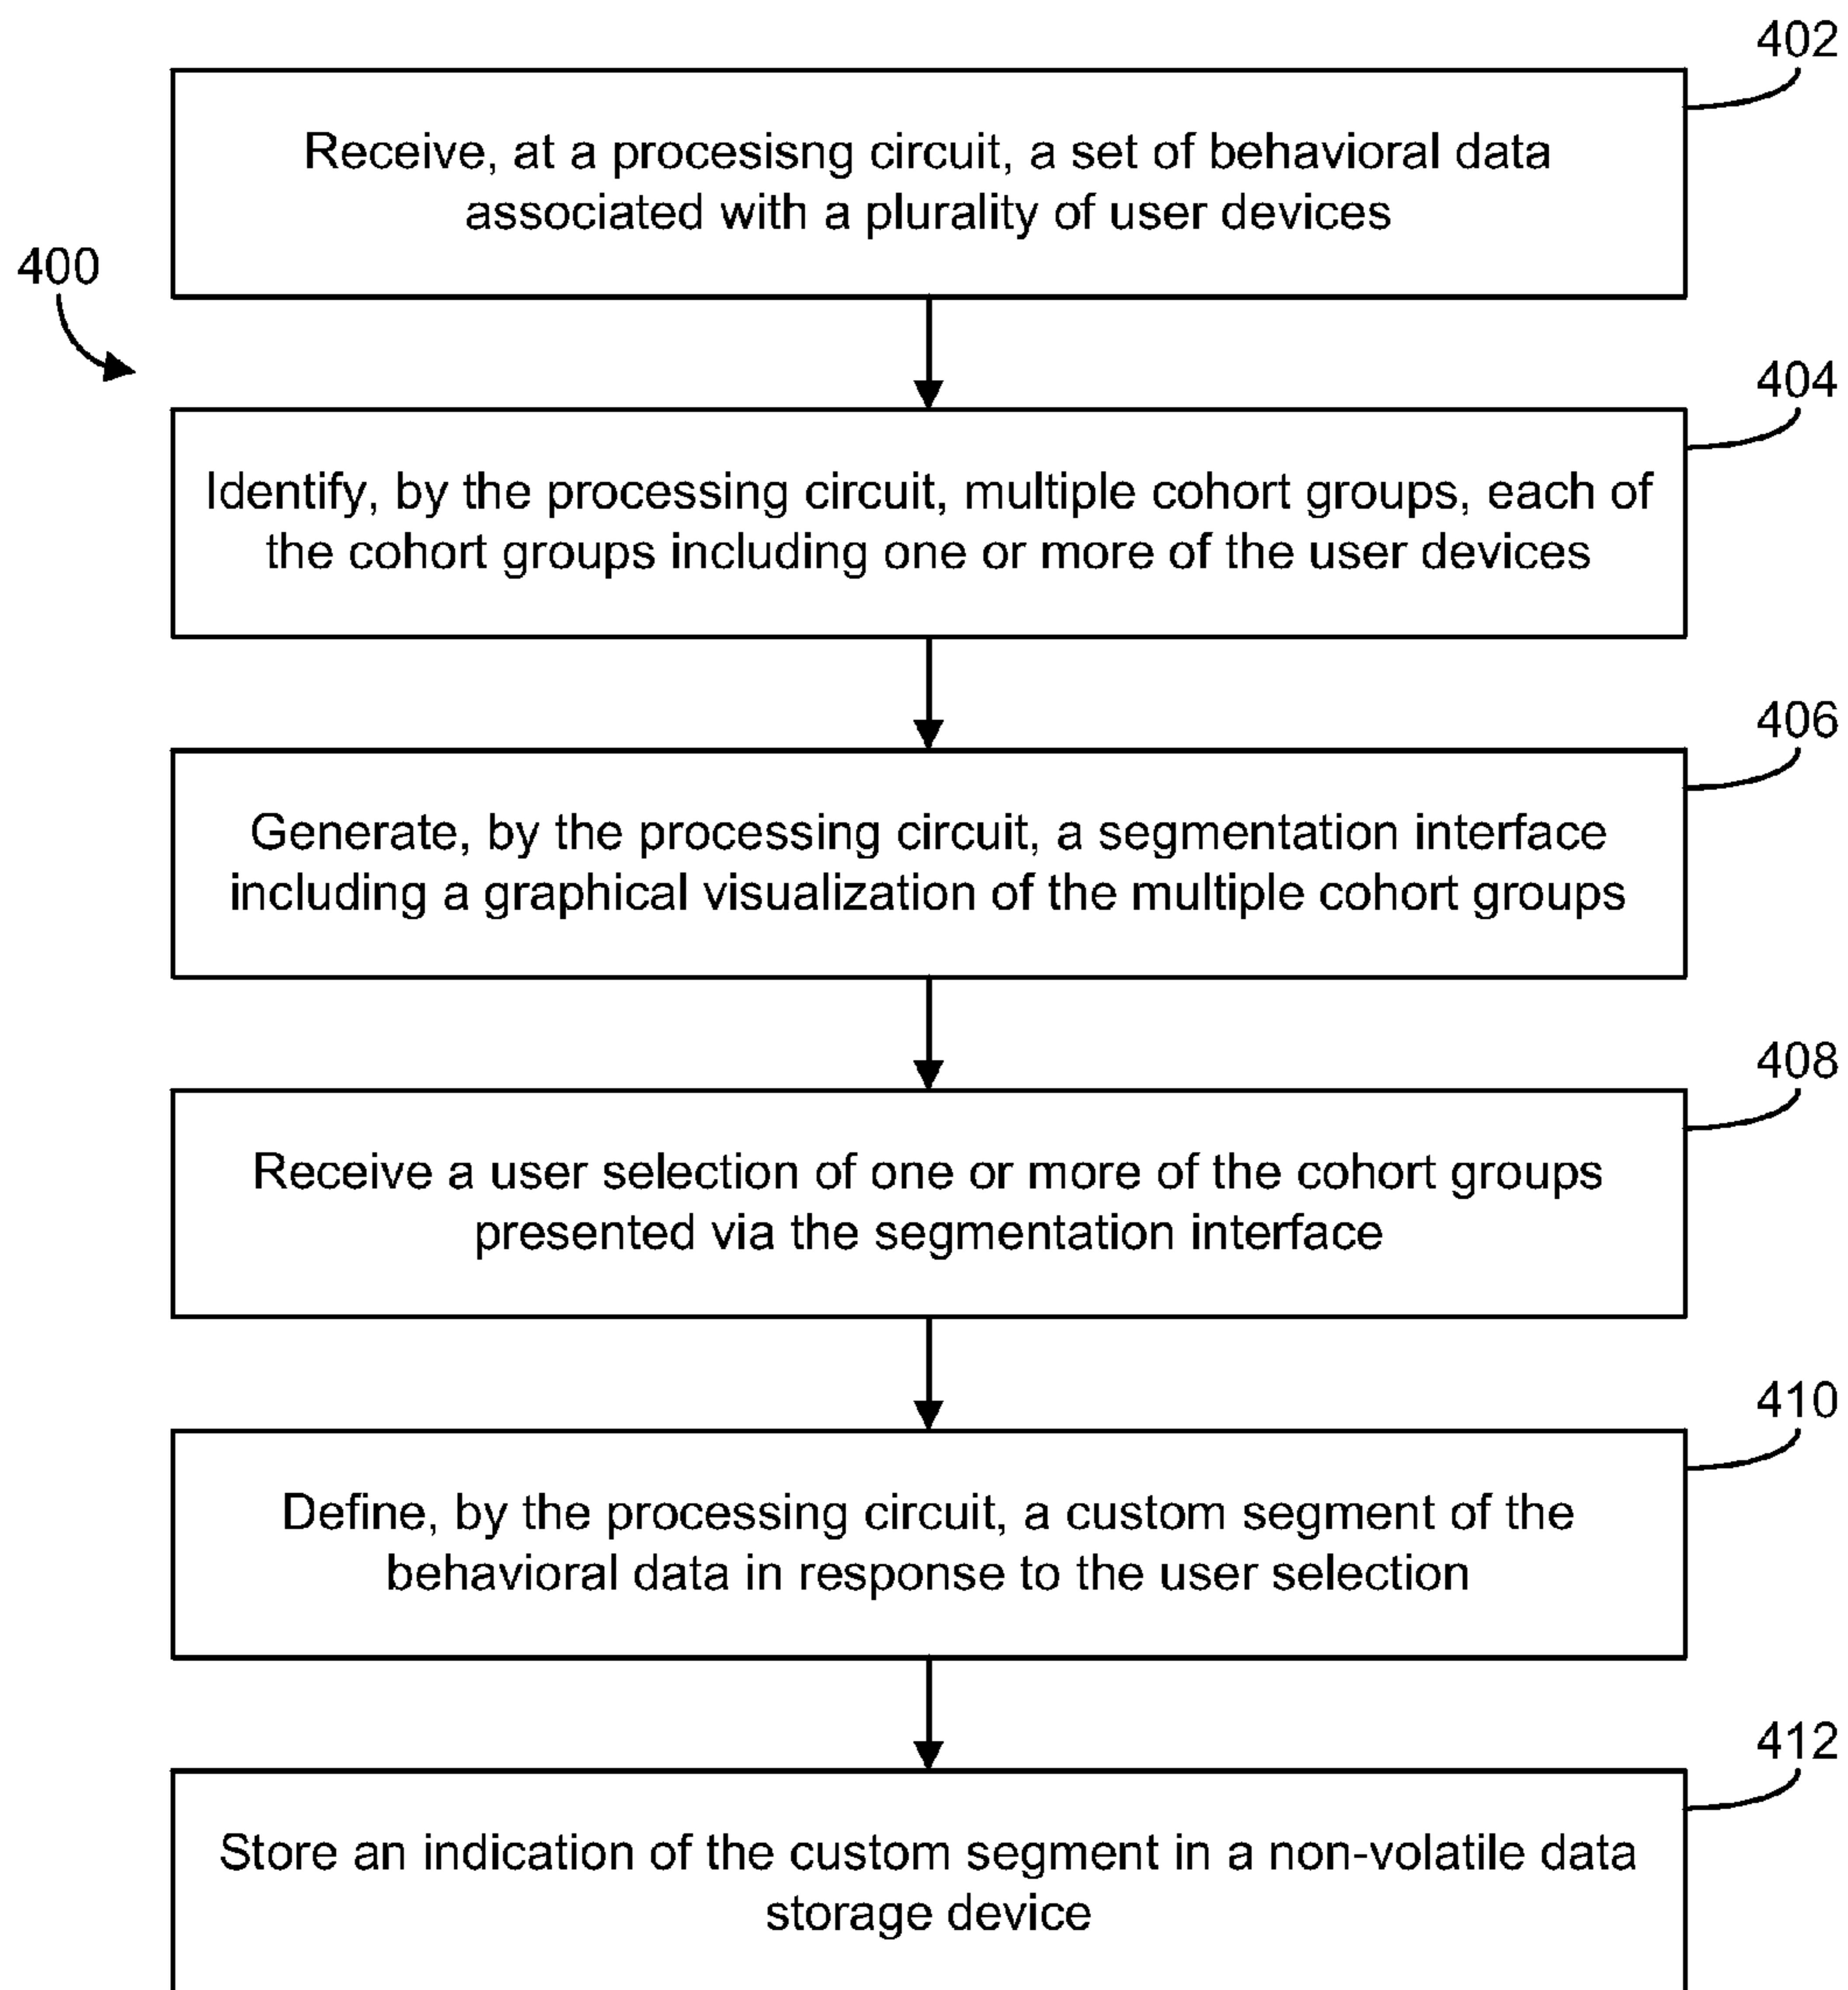 402
Receive, at a procesisng circuit, a set of behavioral data
associated with a plurality of user devices
400
404
Identify, by the processing circuit, multiple cohort groups, each of
the cohort groups including one or more of the user devices
406
Generate, by the processing circuit, a segmentation interface
including a graphical visualization of the multiple cohort groups
408
Receive a user selection of one or more of the cohort groups
presented via the segmentation interface
410
Define, by the processing circuit, a custom segment of the
behavioral data in response to the user selection
412
Store an indication of the custom segment in a non-volatile data
storage device